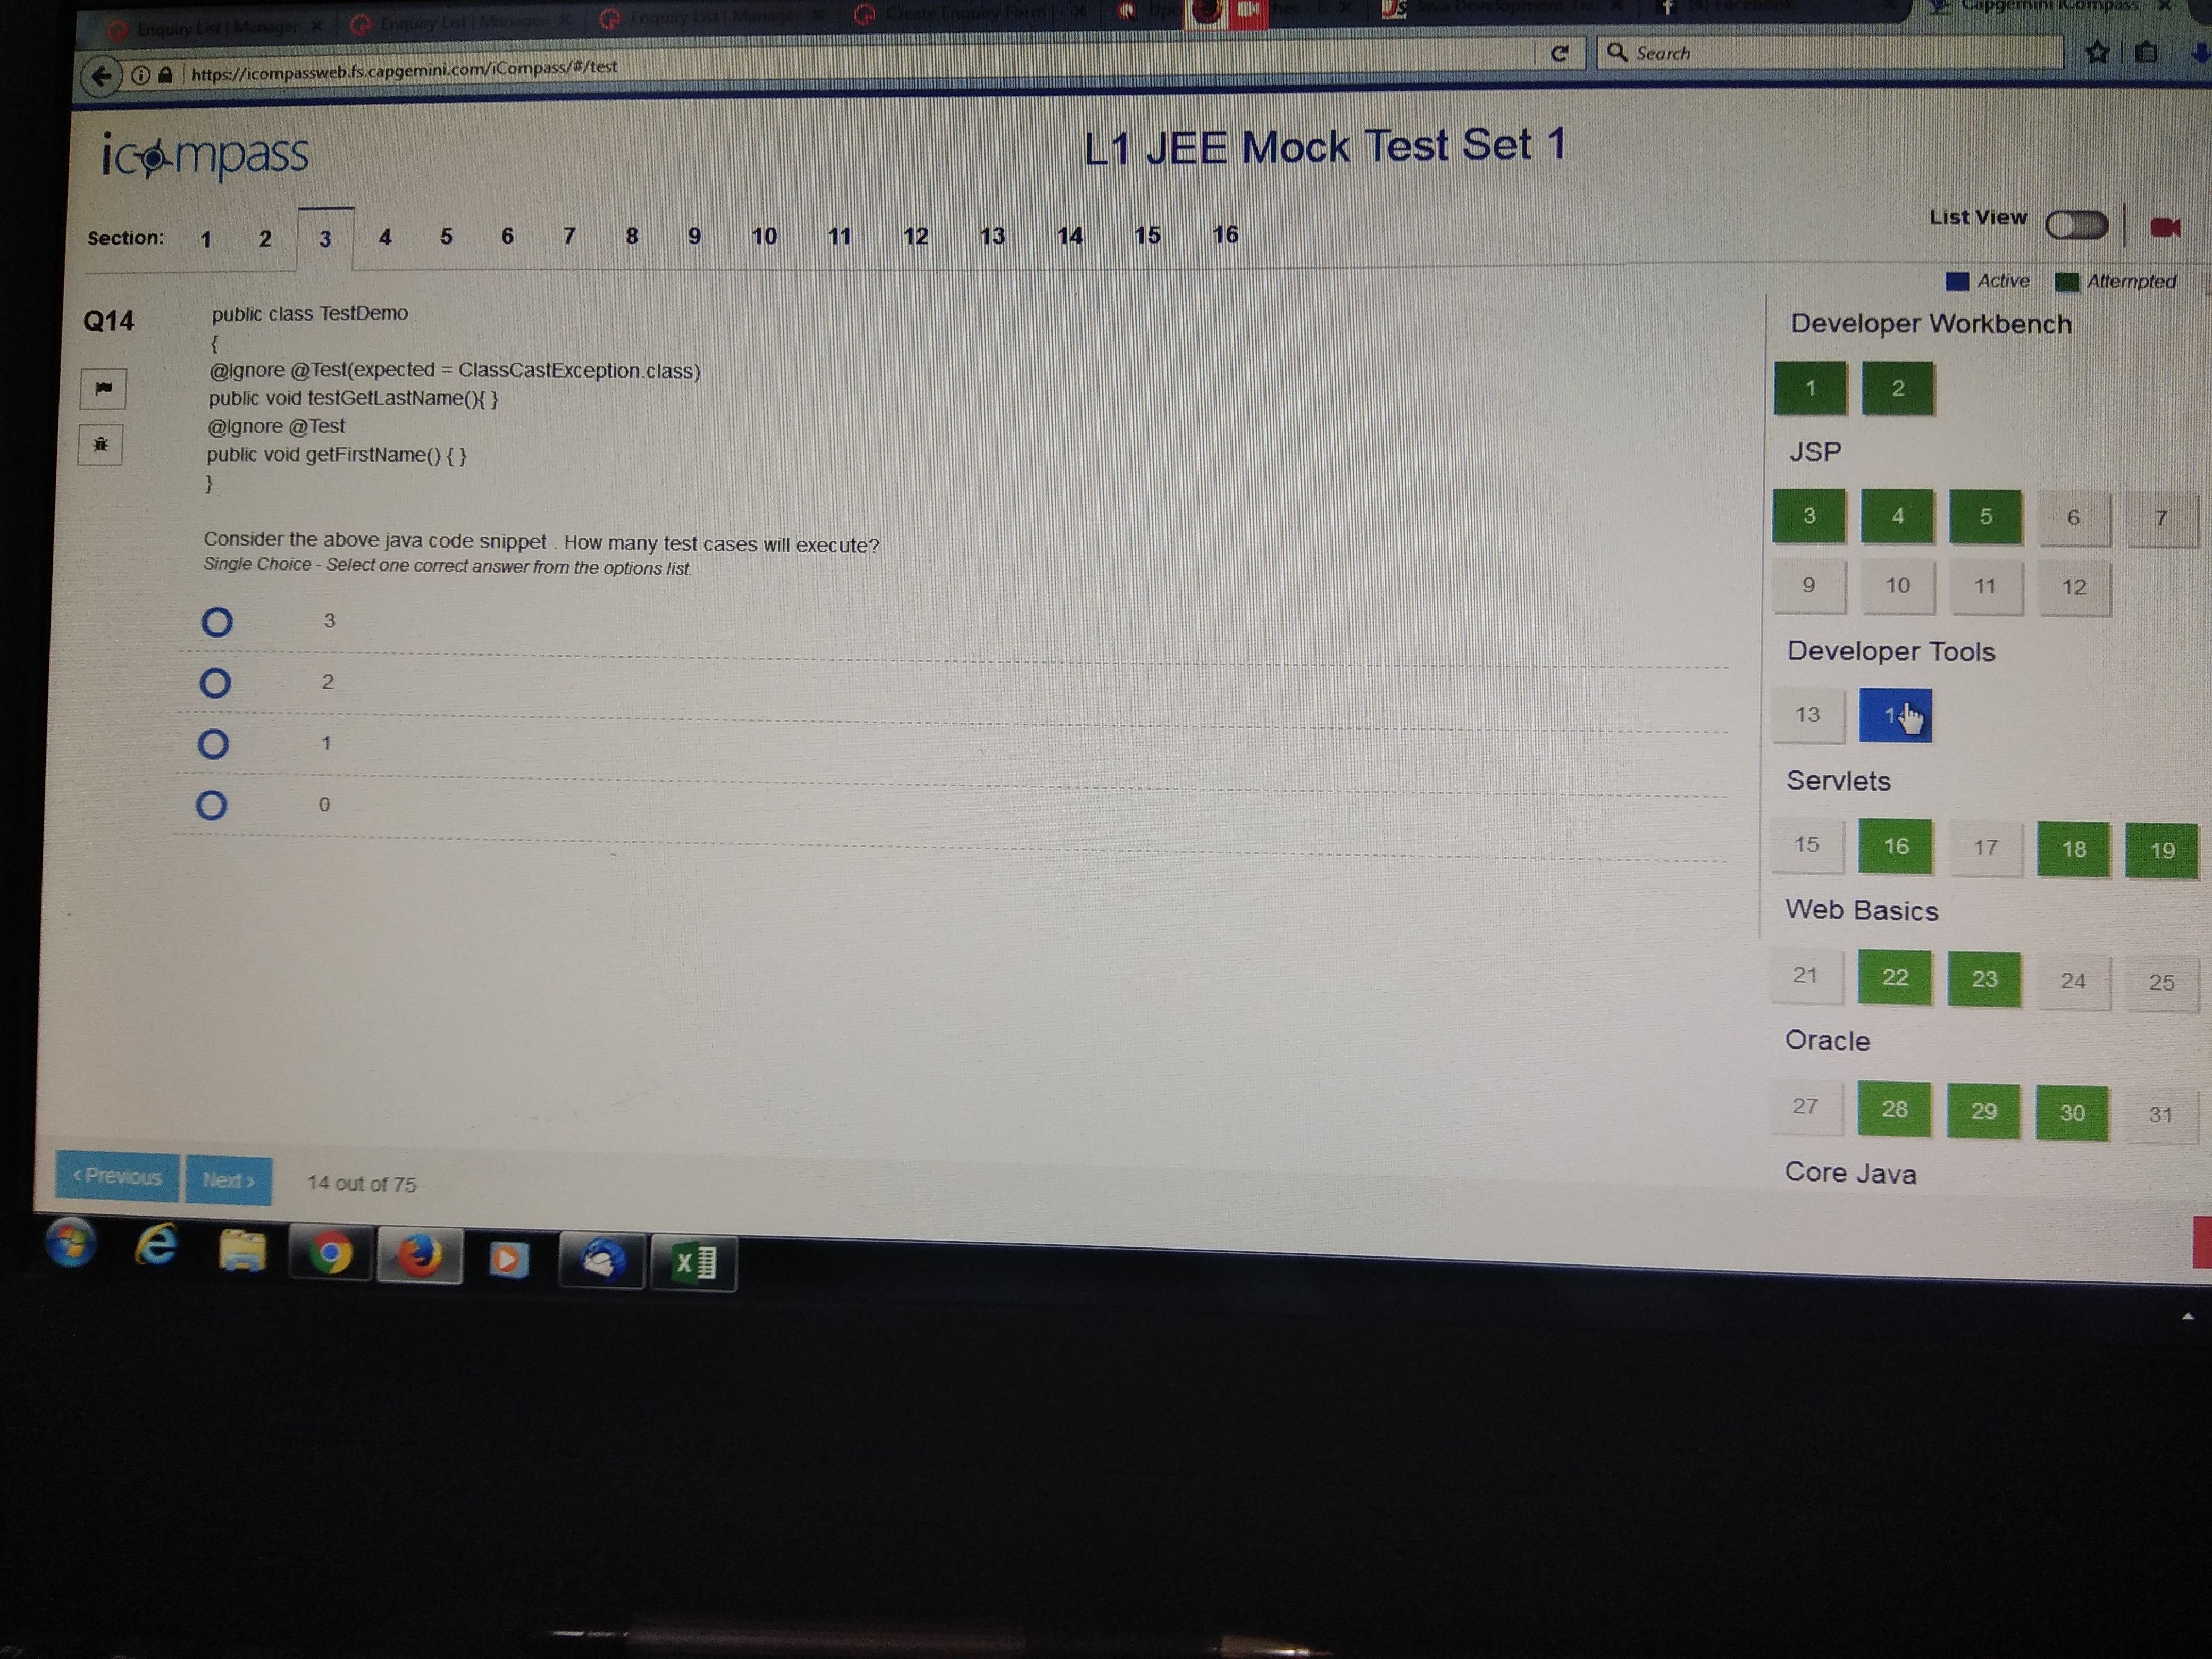 Enquiry List | Manager
Enquiry List | Manager
Enquiry List | Manager
Create Enquiry Form |
Java Development Tra
Facebook
Capgemini iCompass
https://icompassweb.fs.capgemini.com/iCompass/#/test
Search
icompass
L1 JEE Mock Test Set 1
Section: 1 2 3 4 5 6 7 8 9 10 11 12 13 14 15 16
List View
Active Attempted
Q14
public class TestDemo
{
@Ignore @Test(expected = ClassCastException.class)
public void testGetLastName(){ }
@Ignore @Test
public void getFirstName() { }
}
Consider the above java code snippet . How many test cases will execute?
Single Choice - Select one correct answer from the options list.
3
2
1
0
Developer Workbench
1 2
JSP
3 4 5 6 7
9 10 11 12
Developer Tools
13
Servlets
15 16 17 18 19
Web Basics
21 22 23 24 25
Oracle
27 28 29 30 31
Core Java
< Previous Next > 14 out of 75